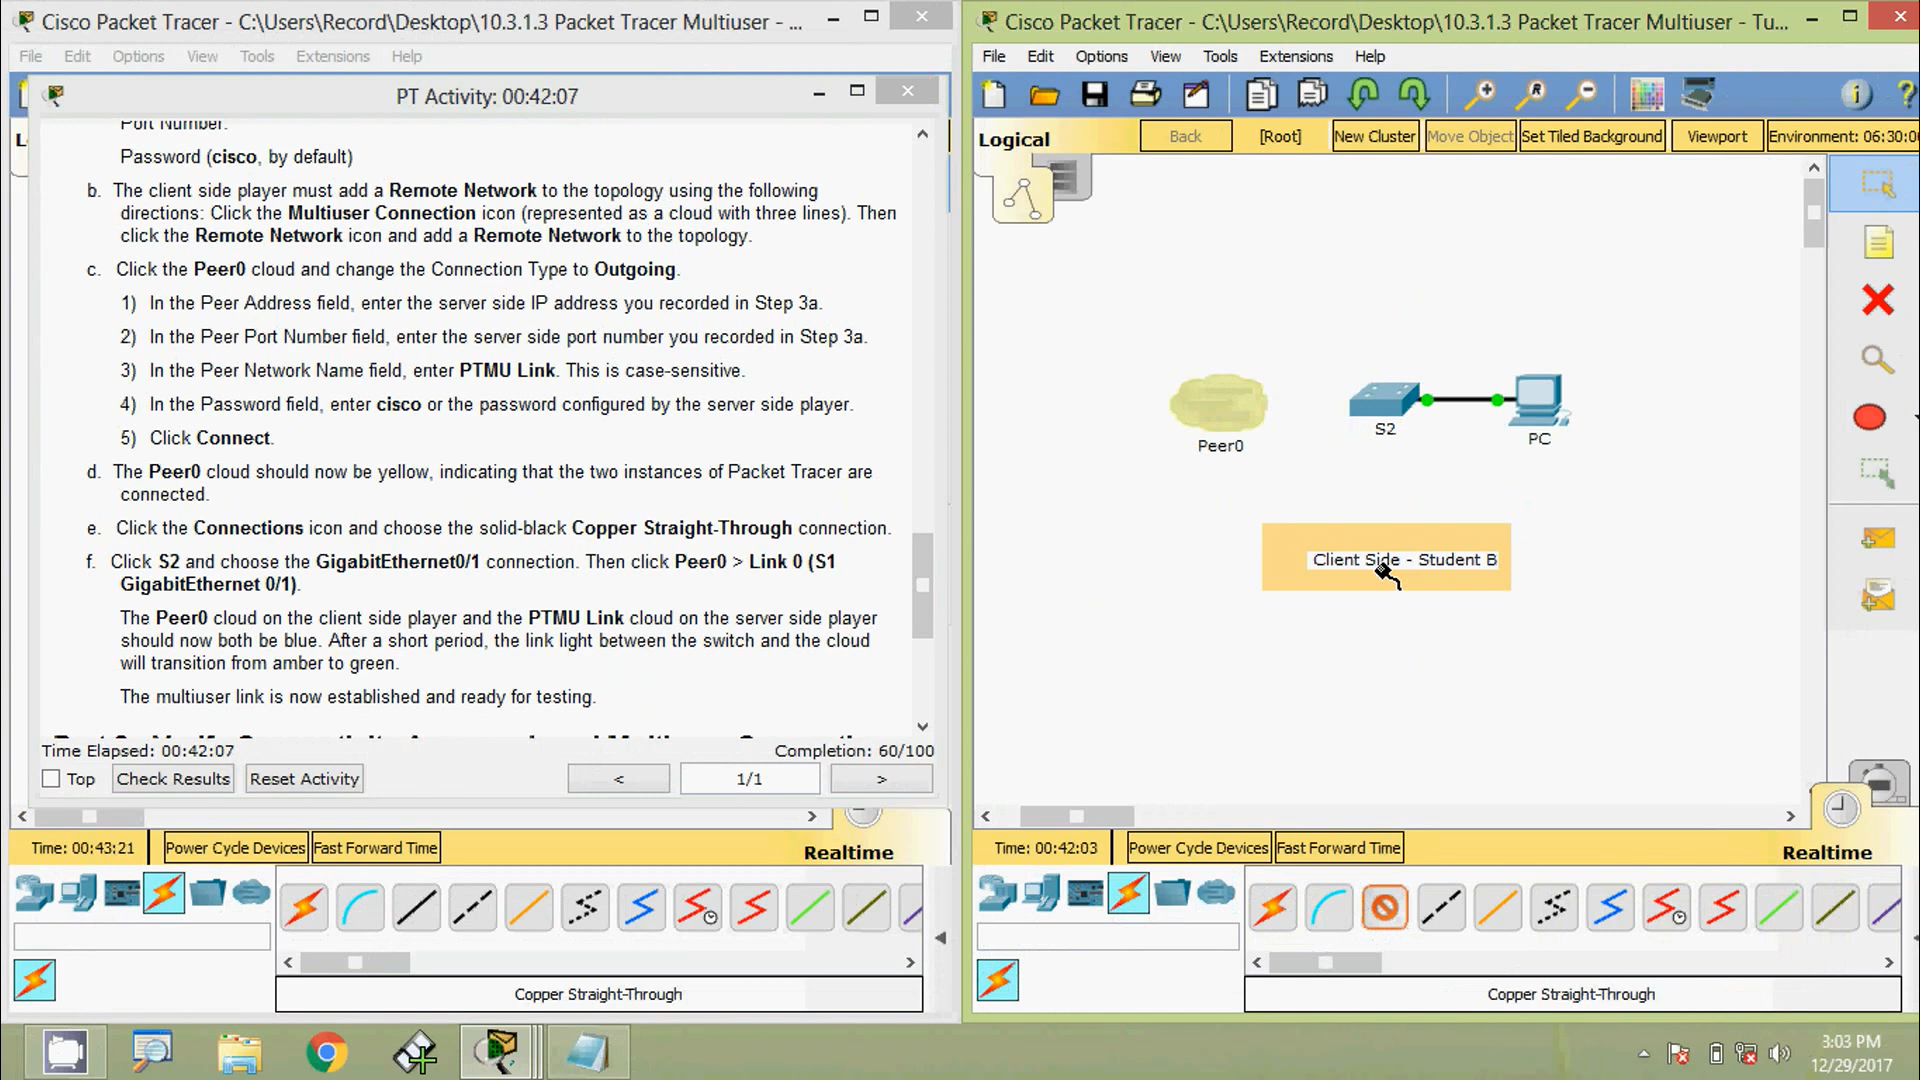 Cisco Packet Tracer - C:\Users\Record\Desktop\10.3.1.3 Packet Tracer Multiuser - ...
File Edit Options View Tools Extensions Help
PT Activity: 00:42:07
Port Number.
Password (cisco, by default)
b. The client side player must add a Remote Network to the topology using the following
directions: Click the Multiuser Connection icon (represented as a cloud with three lines). Then
click the Remote Network icon and add a Remote Network to the topology.
c. Click the Peer0 cloud and change the Connection Type to Outgoing.
1) In the Peer Address field, enter the server side IP address you recorded in Step 3a.
2) In the Peer Port Number field, enter the server side port number you recorded in Step 3a.
3) In the Peer Network Name field, enter PTMU Link. This is case-sensitive.
4) In the Password field, enter cisco or the password configured by the server side player.
5) Click Connect.
d. The Peer0 cloud should now be yellow, indicating that the two instances of Packet Tracer are
connected.
e. Click the Connections icon and choose the solid-black Copper Straight-Through connection.
f. Click S2 and choose the GigabitEthernet0/1 connection. Then click Peer0 > Link 0 (S1
GigabitEthernet 0/1).
The Peer0 cloud on the client side player and the PTMU Link cloud on the server side player
should now both be blue. After a short period, the link light between the switch and the cloud
will transition from amber to green.
The multiuser link is now established and ready for testing.
Time Elapsed: 00:42:07
Completion: 60/100
Top Check Results Reset Activity < 1/1 >
Time: 00:43:21 Power Cycle Devices Fast Forward Time
Realtime
Copper Straight-Through
Cisco Packet Tracer - C:\Users\Record\Desktop\10.3.1.3 Packet Tracer Multiuser - Tu...
File Edit Options View Tools Extensions Help
Logical Back [Root] New Cluster Move Object Set Tiled Background Viewport Environment: 06:30:0
Peer0
S2
PC
Client Side - Student B
Time: 00:42:03 Power Cycle Devices Fast Forward Time
Realtime
Copper Straight-Through
3:03 PM
12/29/2017